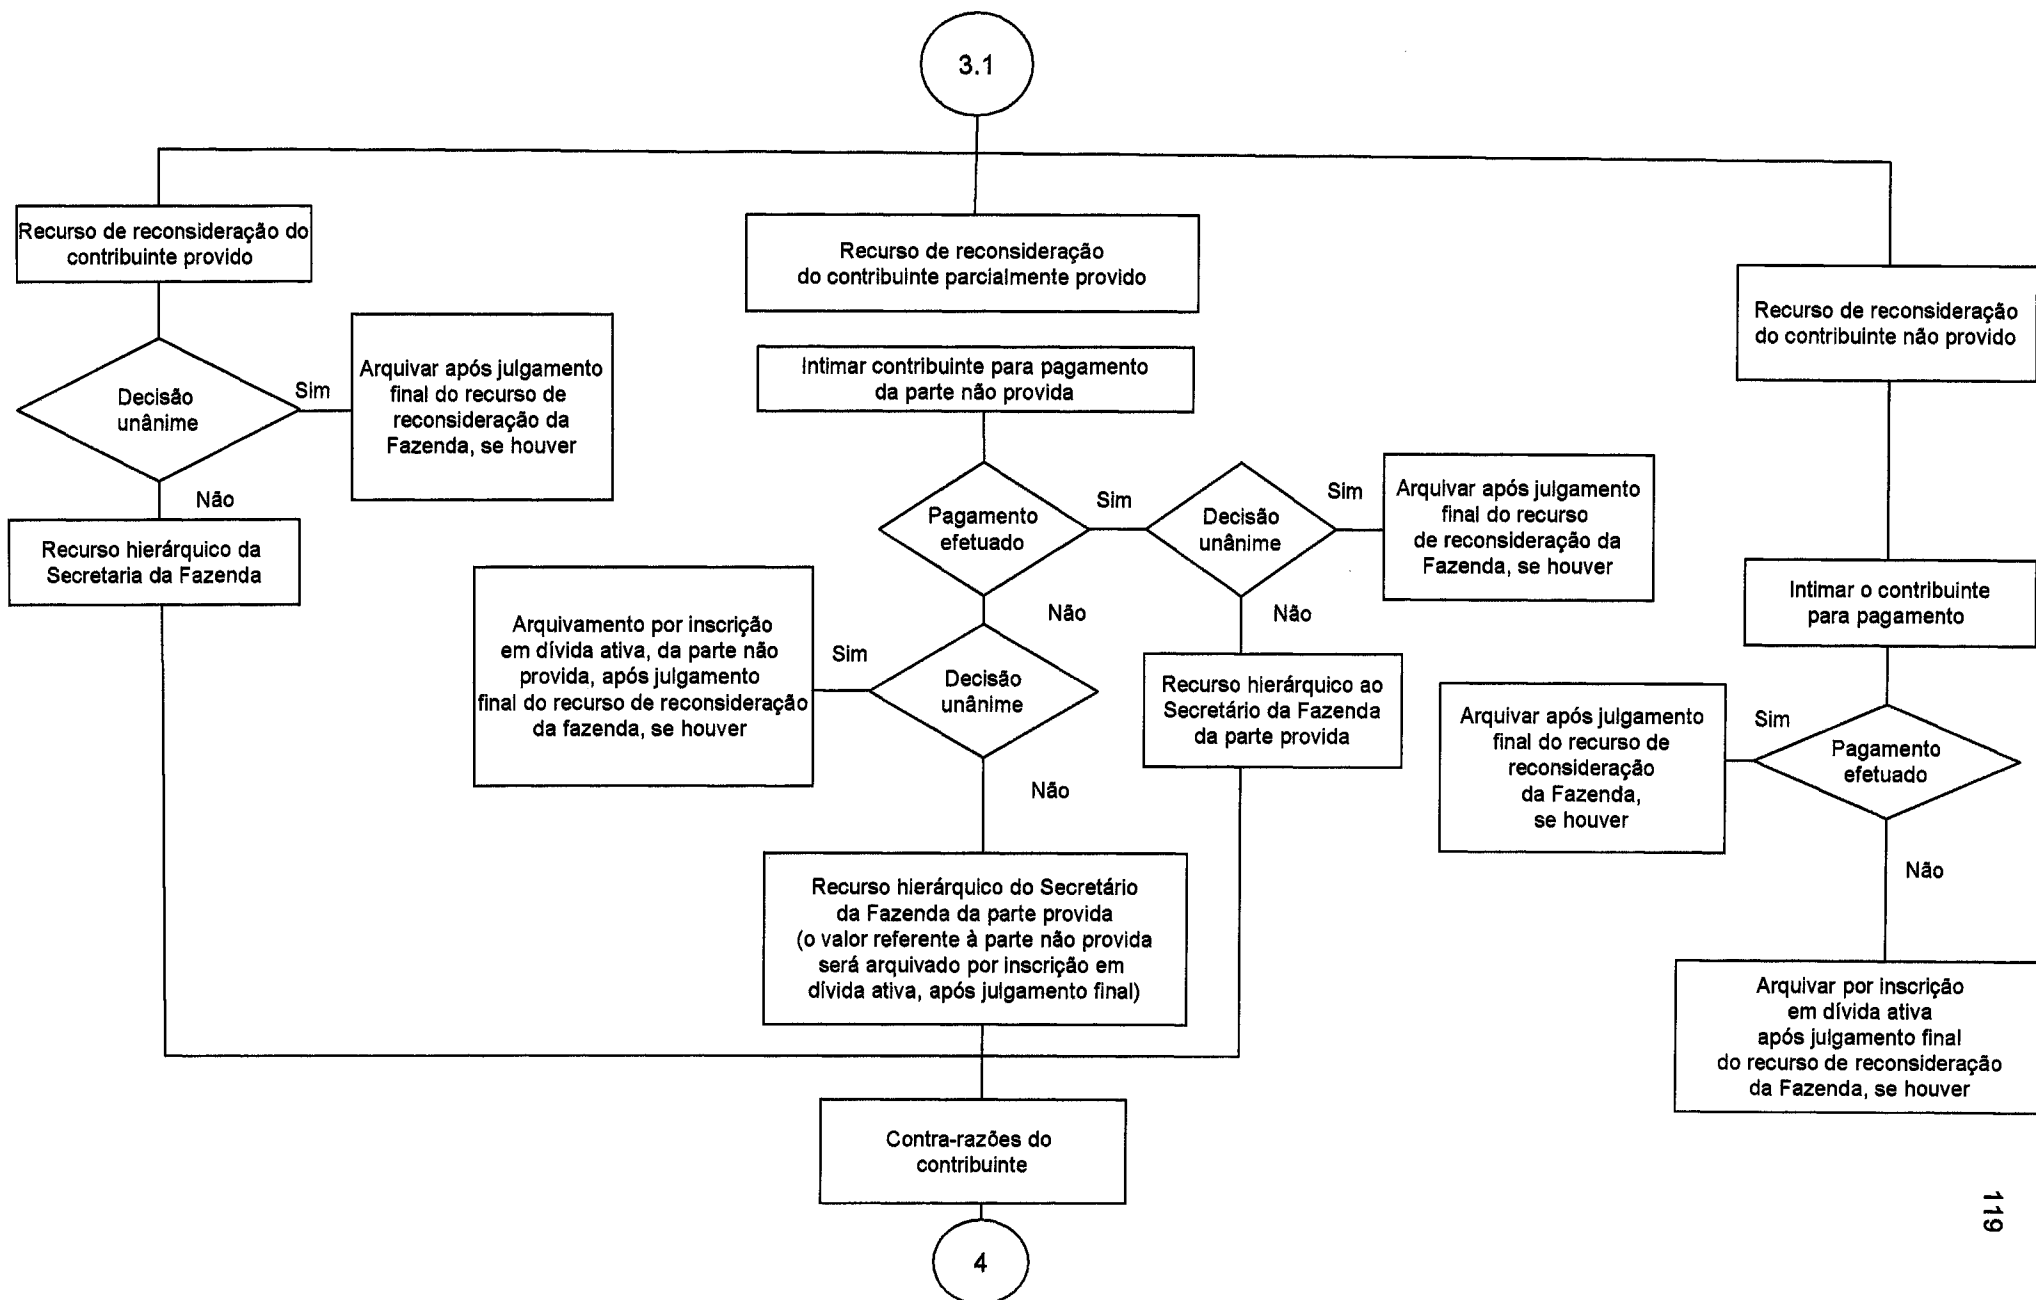 3.1
Recurso de reconsideração do
contribuinte provido
Recurso de reconsideração
do contribuinte parcialmente provido
Recurso de reconsideração
do contribuinte não provido
Decisão
unânime
Sim
Arquivar após julgamento
final do recurso de
reconsideração da
Fazenda, se houver
Não
Recurso hierárquico da
Secretaria da Fazenda
Intimar contribuinte para pagamento
da parte não provida
Pagamento
efetuado
Sim
Decisão
unânime
Sim
Arquivar após julgamento
final do recurso
de reconsideração da
Fazenda, se houver
Não
Não
Arquivamento por inscrição
em dívida ativa, da parte não
provida, após julgamento
final do recurso de reconsideração
da fazenda, se houver
Sim
Decisão
unânime
Recurso hierárquico ao
Secretário da Fazenda
da parte provida
Não
Recurso hierárquico do Secretário
da Fazenda da parte provida
(o valor referente à parte não provida
será arquivado por inscrição em
dívida ativa, após julgamento final)
Intimar o contribuinte
para pagamento
Arquivar após julgamento
final do recurso de
reconsideração
da Fazenda,
se houver
Sim
Pagamento
efetuado
Não
Arquivar por inscrição
em dívida ativa
após julgamento final
do recurso de reconsideração
da Fazenda, se houver
Contra-razões do
contribuinte
4
119